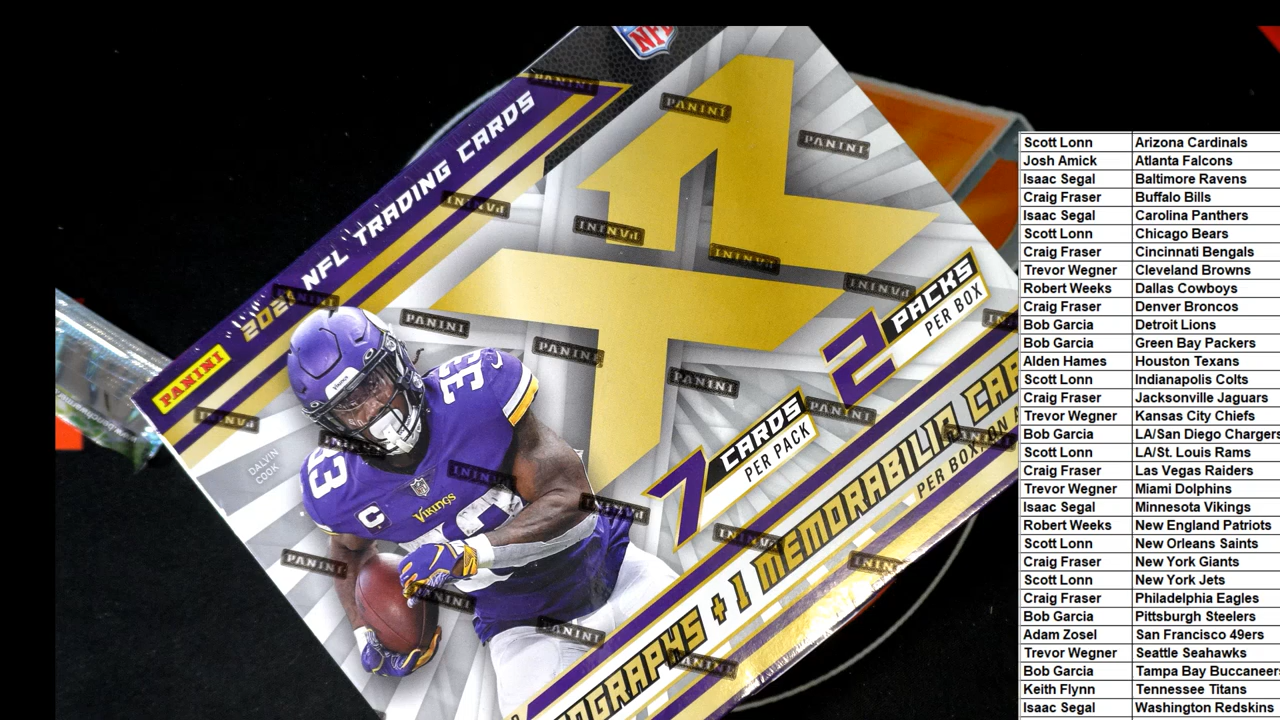 NFL
PANINI
NFL TRADING CARDS
XR
2 PACKS
PER BOX
7 CARDS
PER PACK
DALVIN
COOK
33
VIKINGS
C
+ 1 MEMORABILIA
PER BOX
Scott Lonn Arizona Cardinals
Josh Amick Atlanta Falcons
Isaac Segal Baltimore Ravens
Craig Fraser Buffalo Bills
Isaac Segal Carolina Panthers
Scott Lonn Chicago Bears
Craig Fraser Cincinnati Bengals
Trevor Wegner Cleveland Browns
Robert Weeks Dallas Cowboys
Craig Fraser Denver Broncos
Bob Garcia Detroit Lions
Bob Garcia Green Bay Packers
Alden Hames Houston Texans
Scott Lonn Indianapolis Colts
Craig Fraser Jacksonville Jaguars
Trevor Wegner Kansas City Chiefs
Bob Garcia LA/San Diego Chargers
Scott Lonn LA/St. Louis Rams
Craig Fraser Las Vegas Raiders
Trevor Wegner Miami Dolphins
Isaac Segal Minnesota Vikings
Robert Weeks New England Patriots
Scott Lonn New Orleans Saints
Craig Fraser New York Giants
Scott Lonn New York Jets
Craig Fraser Philadelphia Eagles
Bob Garcia Pittsburgh Steelers
Adam Zosel San Francisco 49ers
Trevor Wegner Seattle Seahawks
Bob Garcia Tampa Bay Buccaneers
Keith Flynn Tennessee Titans
Isaac Segal Washington Redskins